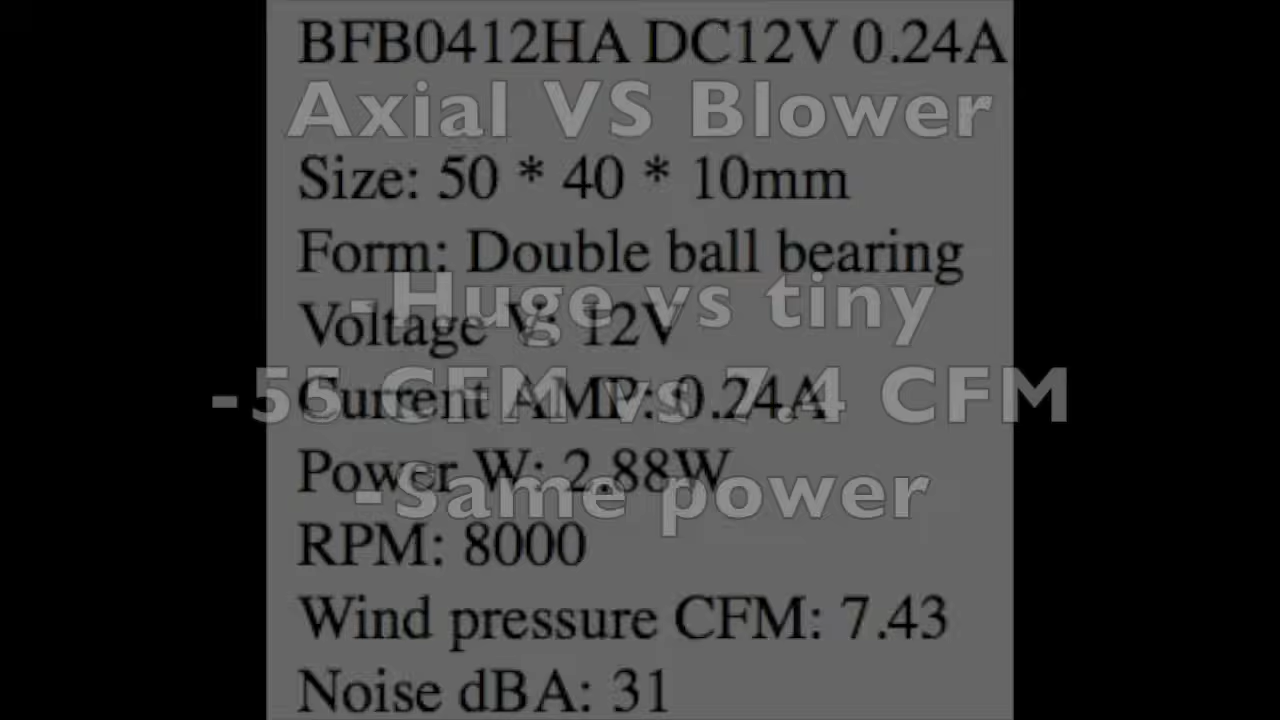 BFB0412HA DC12V 0.24A
Axial VS Blower
Size: 50 * 40 * 10mm
Form: Double ball bearing
-Huge vs tiny
Voltage V: 12V
-55 CFM vs 7.4 CFM
Current AMP: 0.24A
Power W: 2.88W
-Same power
RPM: 8000
Wind pressure CFM: 7.43
Noise dBA: 31